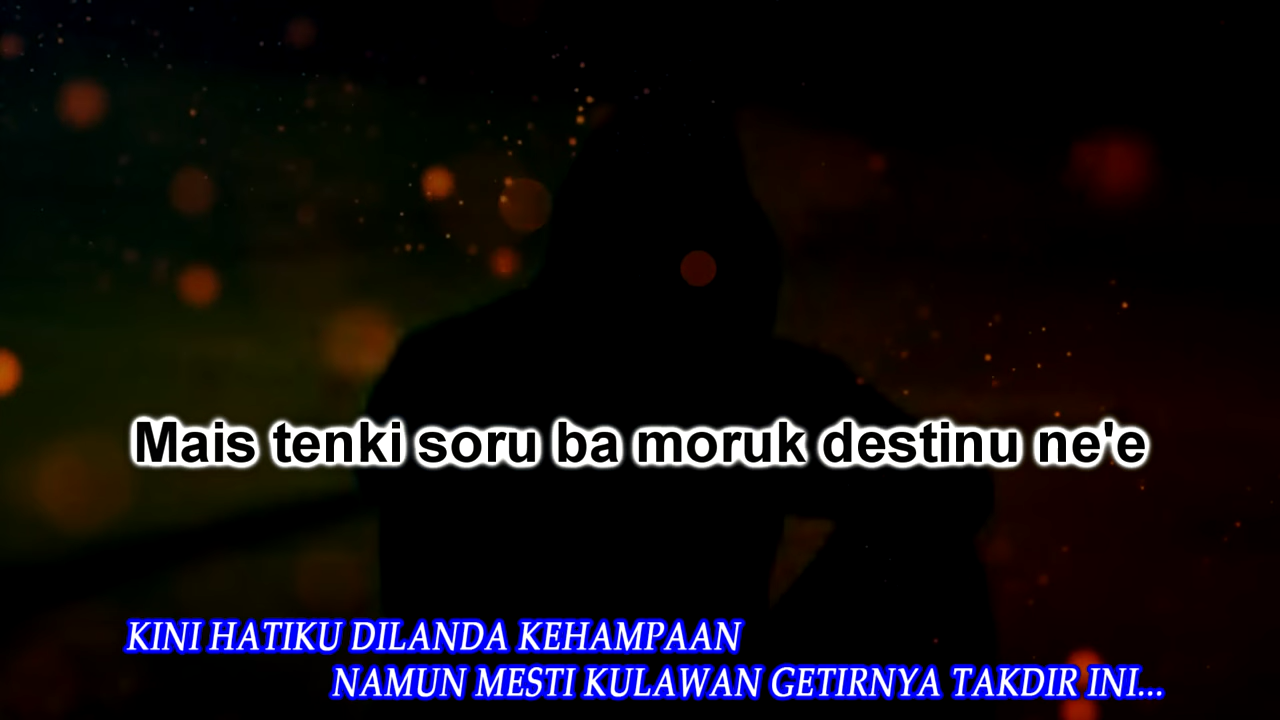 Mais tenki soru ba moruk destinu ne'e
KINI HATIKU DILANDA KEHAMPAAN
NAMUN MESTI KULAWAN GETIRNYA TAKDIR INI...